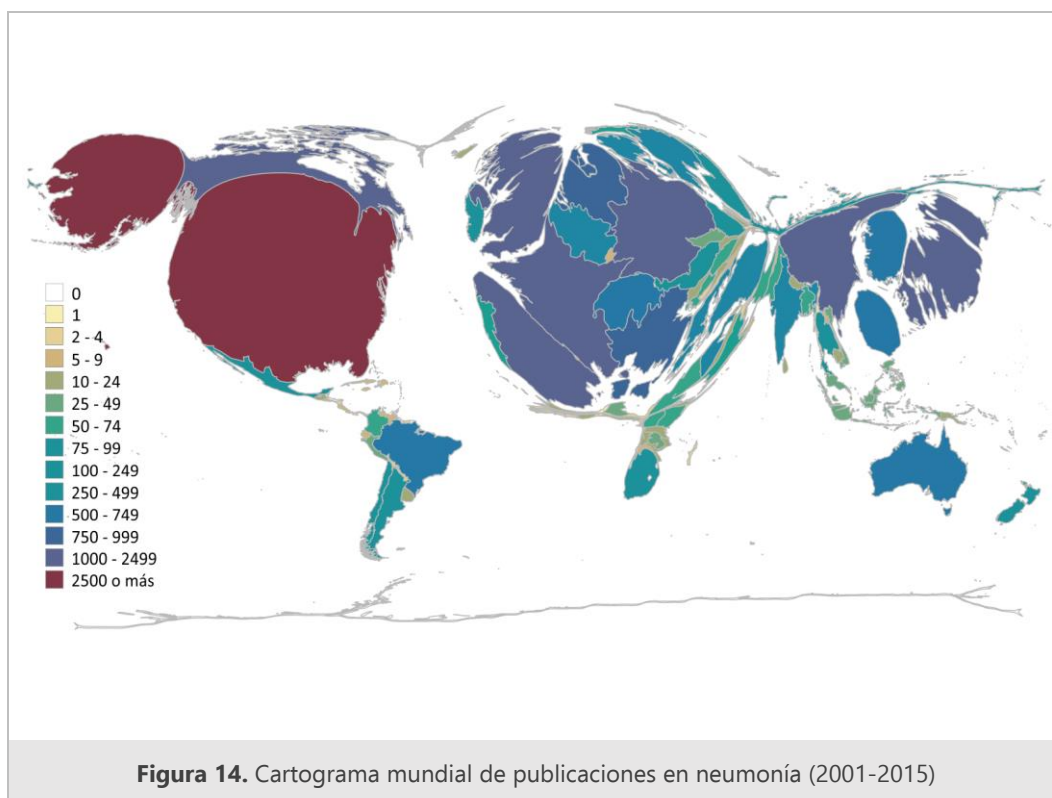 0
1
2 - 4
5 - 9
10 - 24
25 - 49
50 - 74
75 - 99
100 - 249
250 - 499
500 - 749
750 - 999
1000 - 2499
2500 o más
Figura 14. Cartograma mundial de publicaciones en neumonía (2001-2015)